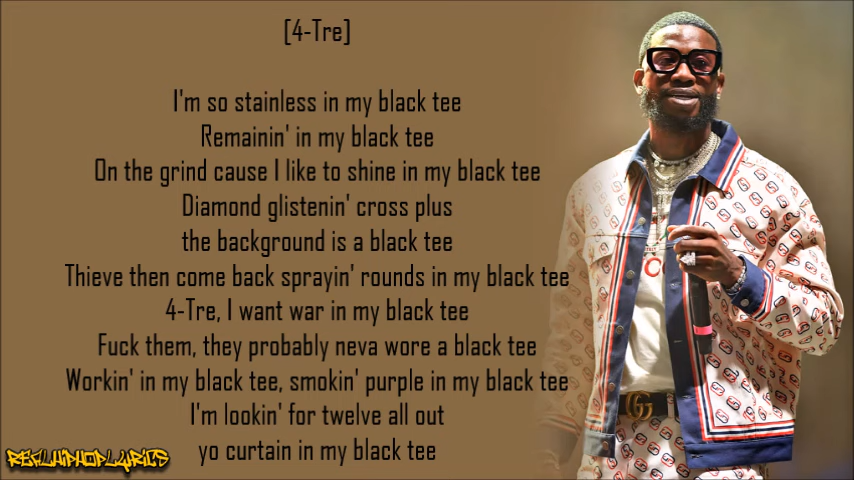 [4-Tre]
I'm so stainless in my black tee
Remainin' in my black tee
On the grind cause I like to shine in my black tee
Diamond glistenin' cross plus
the background is a black tee
Thieve then come back sprayin' rounds in my black tee
4-Tre, I want war in my black tee
Fuck them, they probably neva wore a black tee
Workin' in my black tee, smokin' purple in my black tee
I'm lookin' for twelve all out
yo curtain in my black tee
REALHIPHOPLYRICS